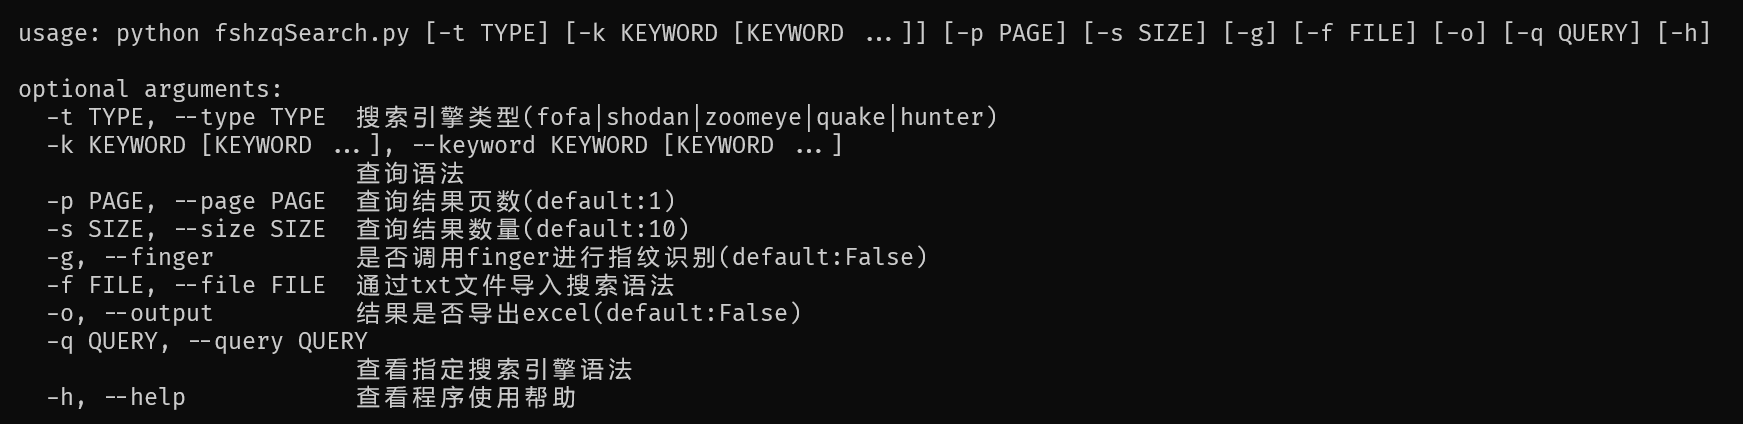 usage: python fshzqSearch.py [-t TYPE] [-k KEYWORD [KEYWORD ...]] [-p PAGE] [-s SIZE] [-g] [-f FILE] [-o] [-q QUERY] [-h]
optional arguments:
-t TYPE, --type TYPE 搜索引擎类型(fofa|shodan|zoomeye|quake|hunter)
-k KEYWORD [KEYWORD ...], --keyword KEYWORD [KEYWORD ...]
查询语法
-p PAGE, --page PAGE 查询结果页数(default:1)
-s SIZE, --size SIZE 查询结果数量(default:10)
-g, --finger 是否调用finger进行指纹识别(default:False)
-f FILE, --file FILE 通过txt文件导入搜索语法
-o, --output 结果是否导出excel(default:False)
-q QUERY, --query QUERY
查看指定搜索引擎语法
-h, --help 查看程序使用帮助